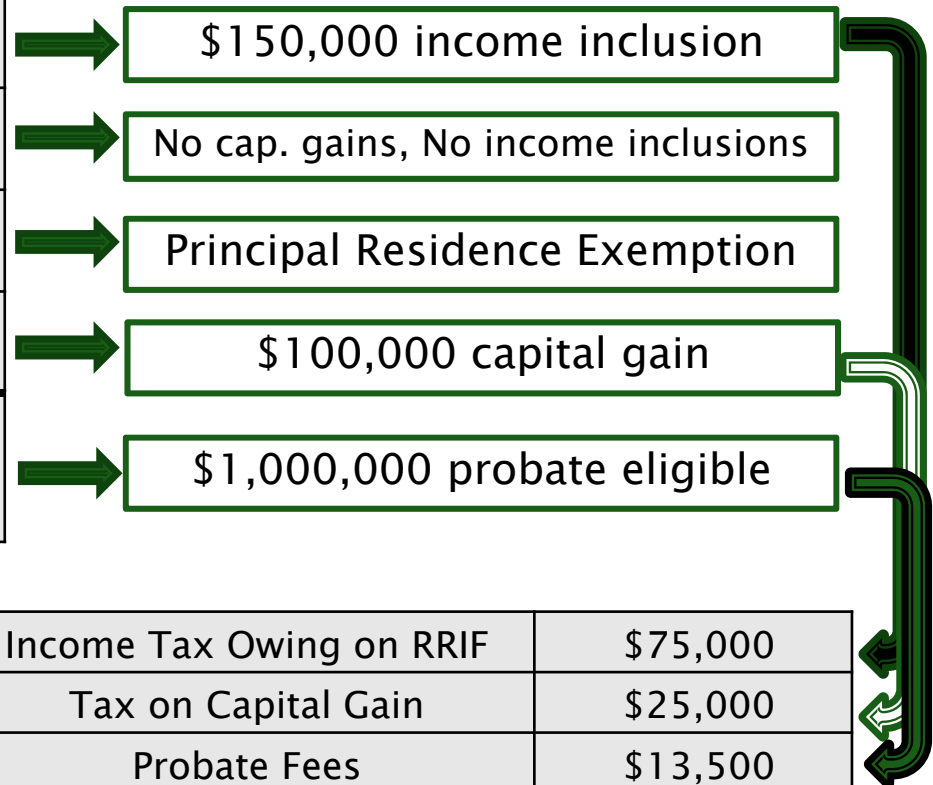 $150,000 income inclusion
No cap. gains, No income inclusions
Principal Residence Exemption
$100,000 capital gain
$1,000,000 probate eligible
Income Tax Owing on RRIF $75,000
Tax on Capital Gain $25,000
Probate Fees $13,500